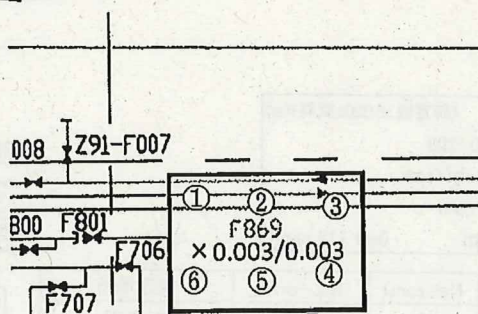 008 Z91-F007
① ② ③
B00 F801 F869
F706 × 0.003/0.003
⑥ ⑤ ④
F707